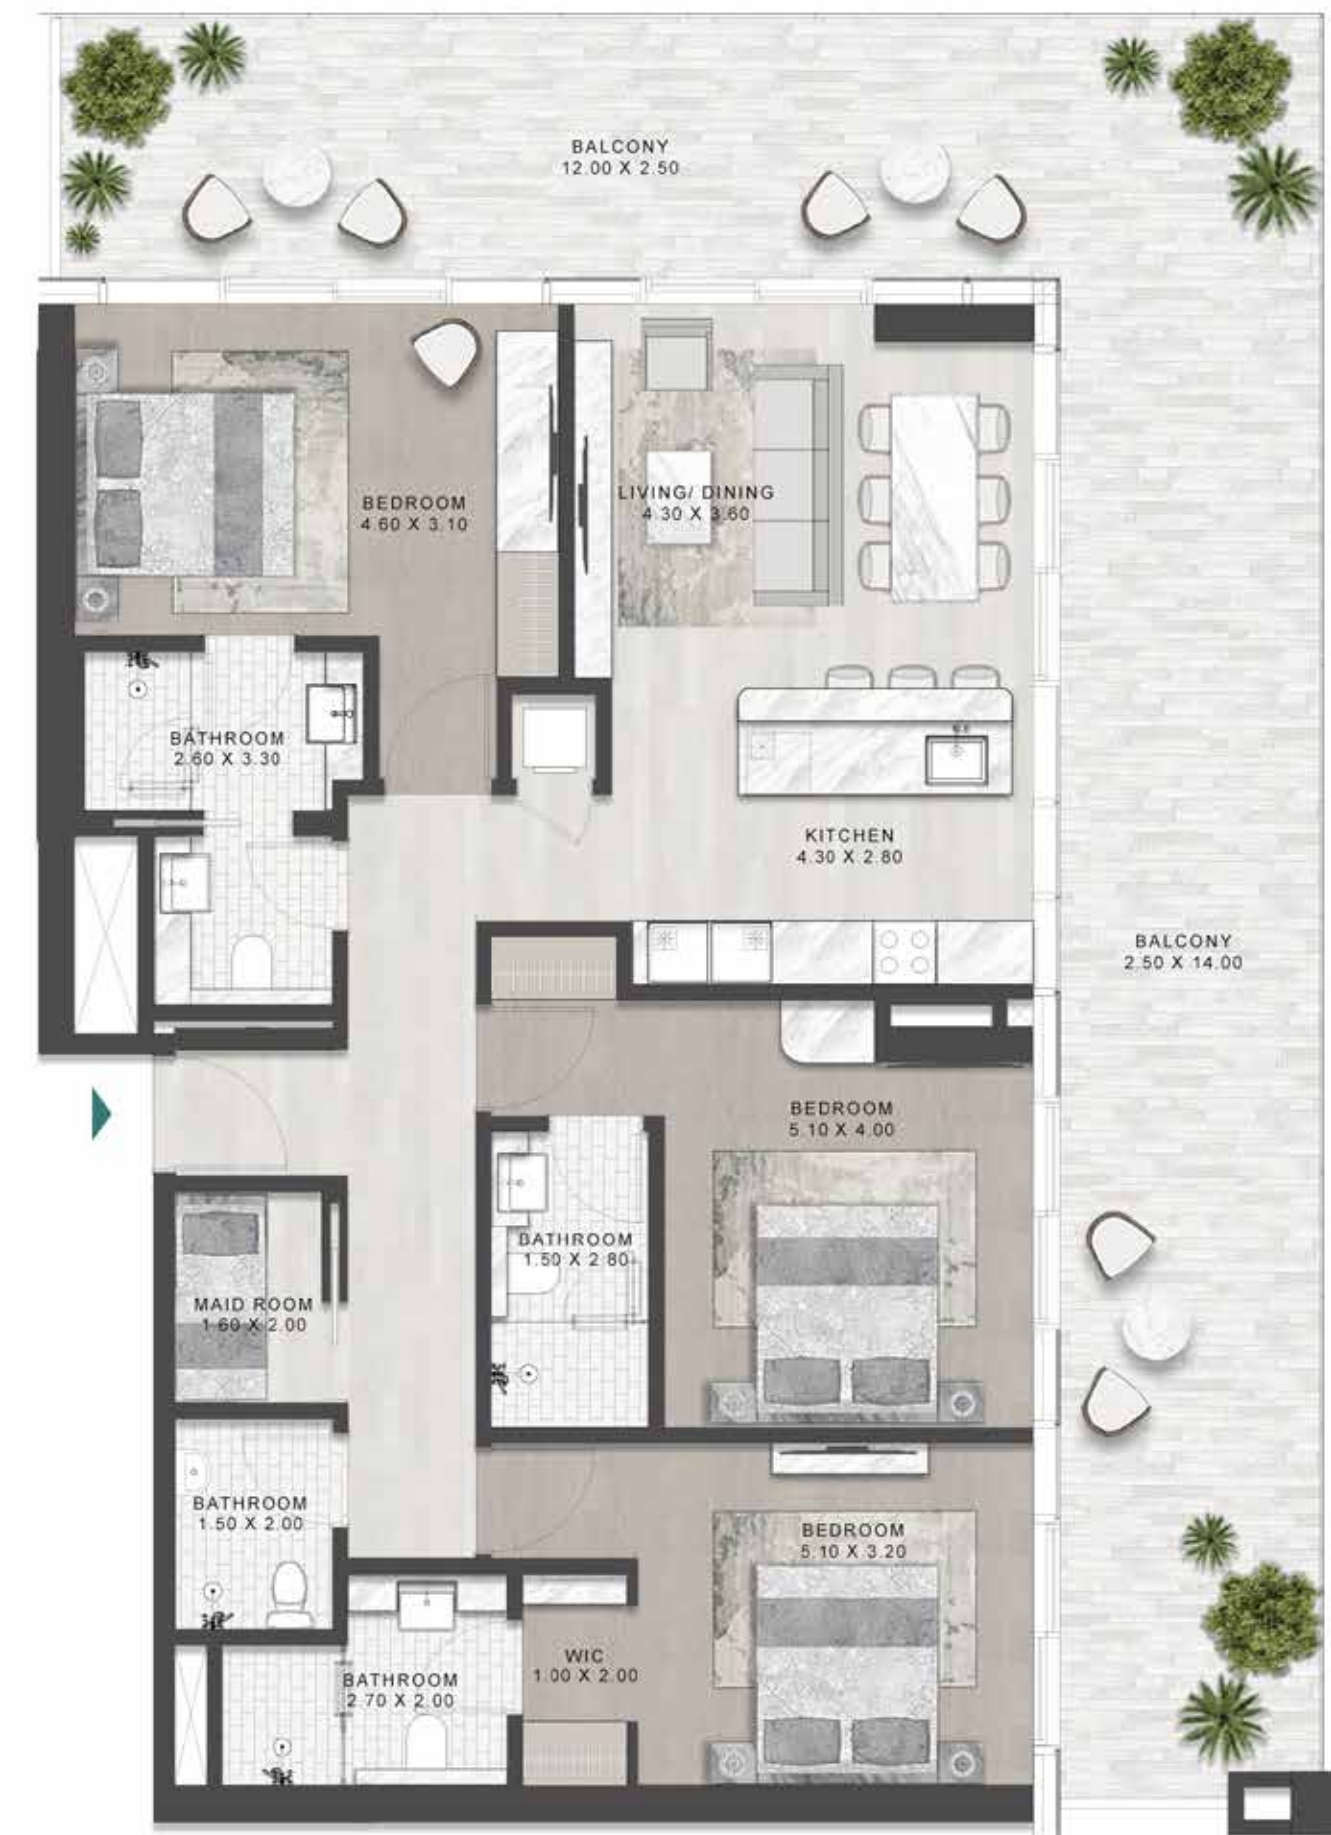 BALCONY
12.00 X 2.50
BEDROOM
4.60 X 3.10
LIVING/ DINING
4.30 X 3.60
BATHROOM
2.60 X 3.30
KITCHEN
4.30 X 2.80
BALCONY
2.50 X 14.00
BEDROOM
5.10 X 4.00
BATHROOM
1.50 X 2.80
MAID ROOM
1.60 X 2.00
BATHROOM
1.50 X 2.00
BEDROOM
5.10 X 3.20
WIC
1.00 X 2.00
BATHROOM
2.70 X 2.00